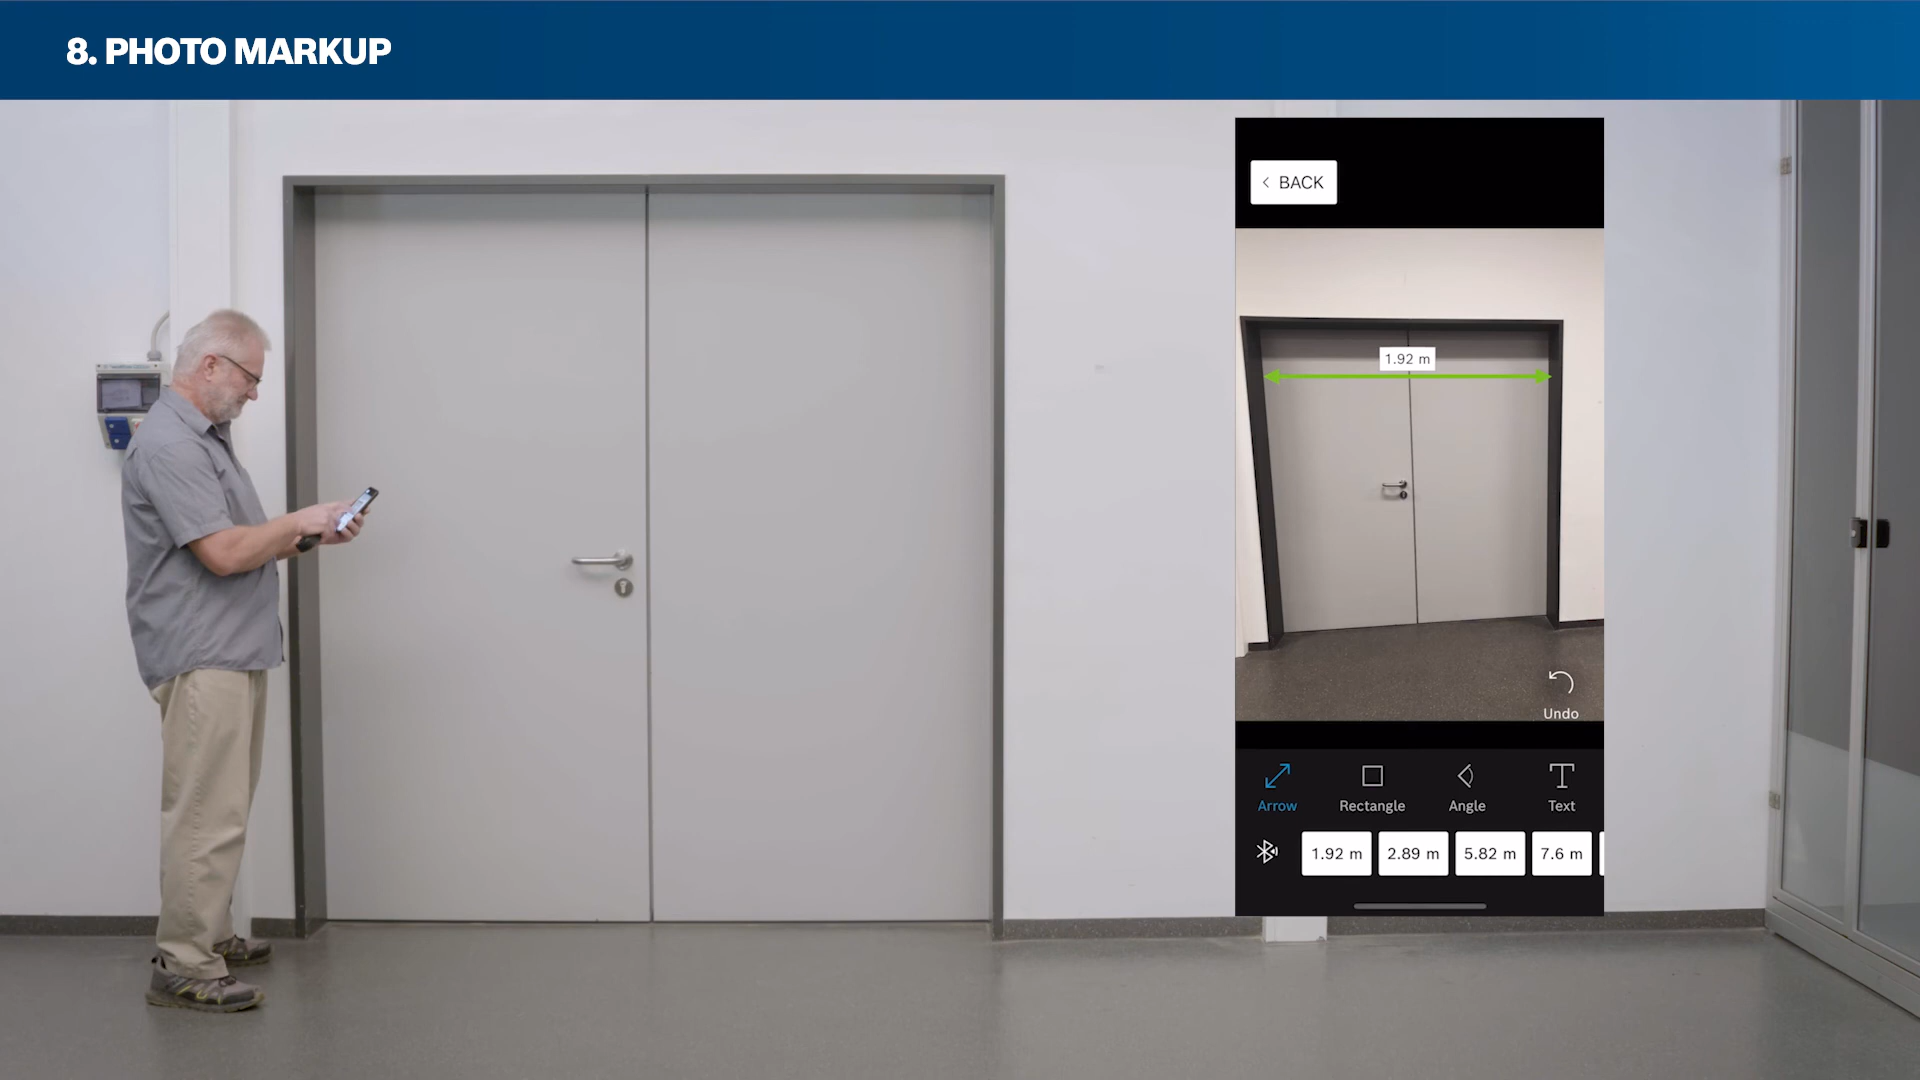 8. PHOTO MARKUP
BACK
1.92 m
Undo
Arrow
Rectangle
Angle
Text
1.92 m
2.89 m
5.82 m
7.6 m